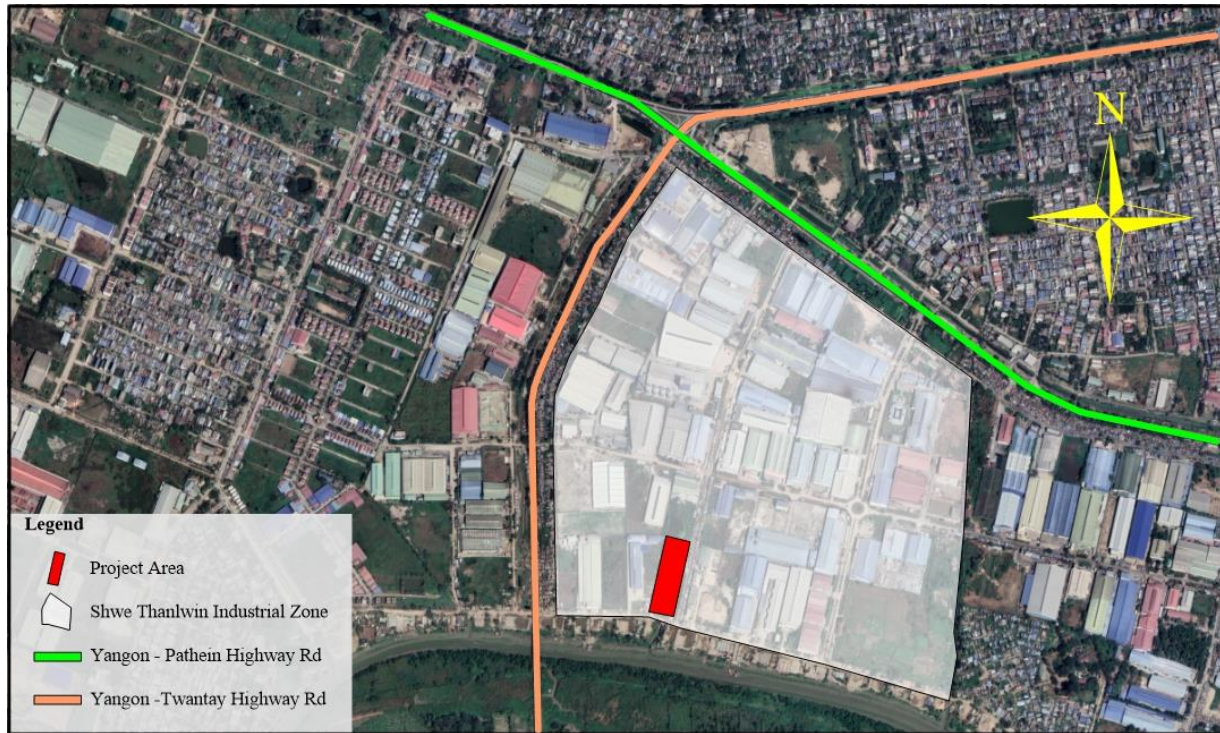 N
Legend
Project Area
Shwe Thanlwin Industrial Zone
Yangon - Pathein Highway Rd
Yangon -Twantay Highway Rd